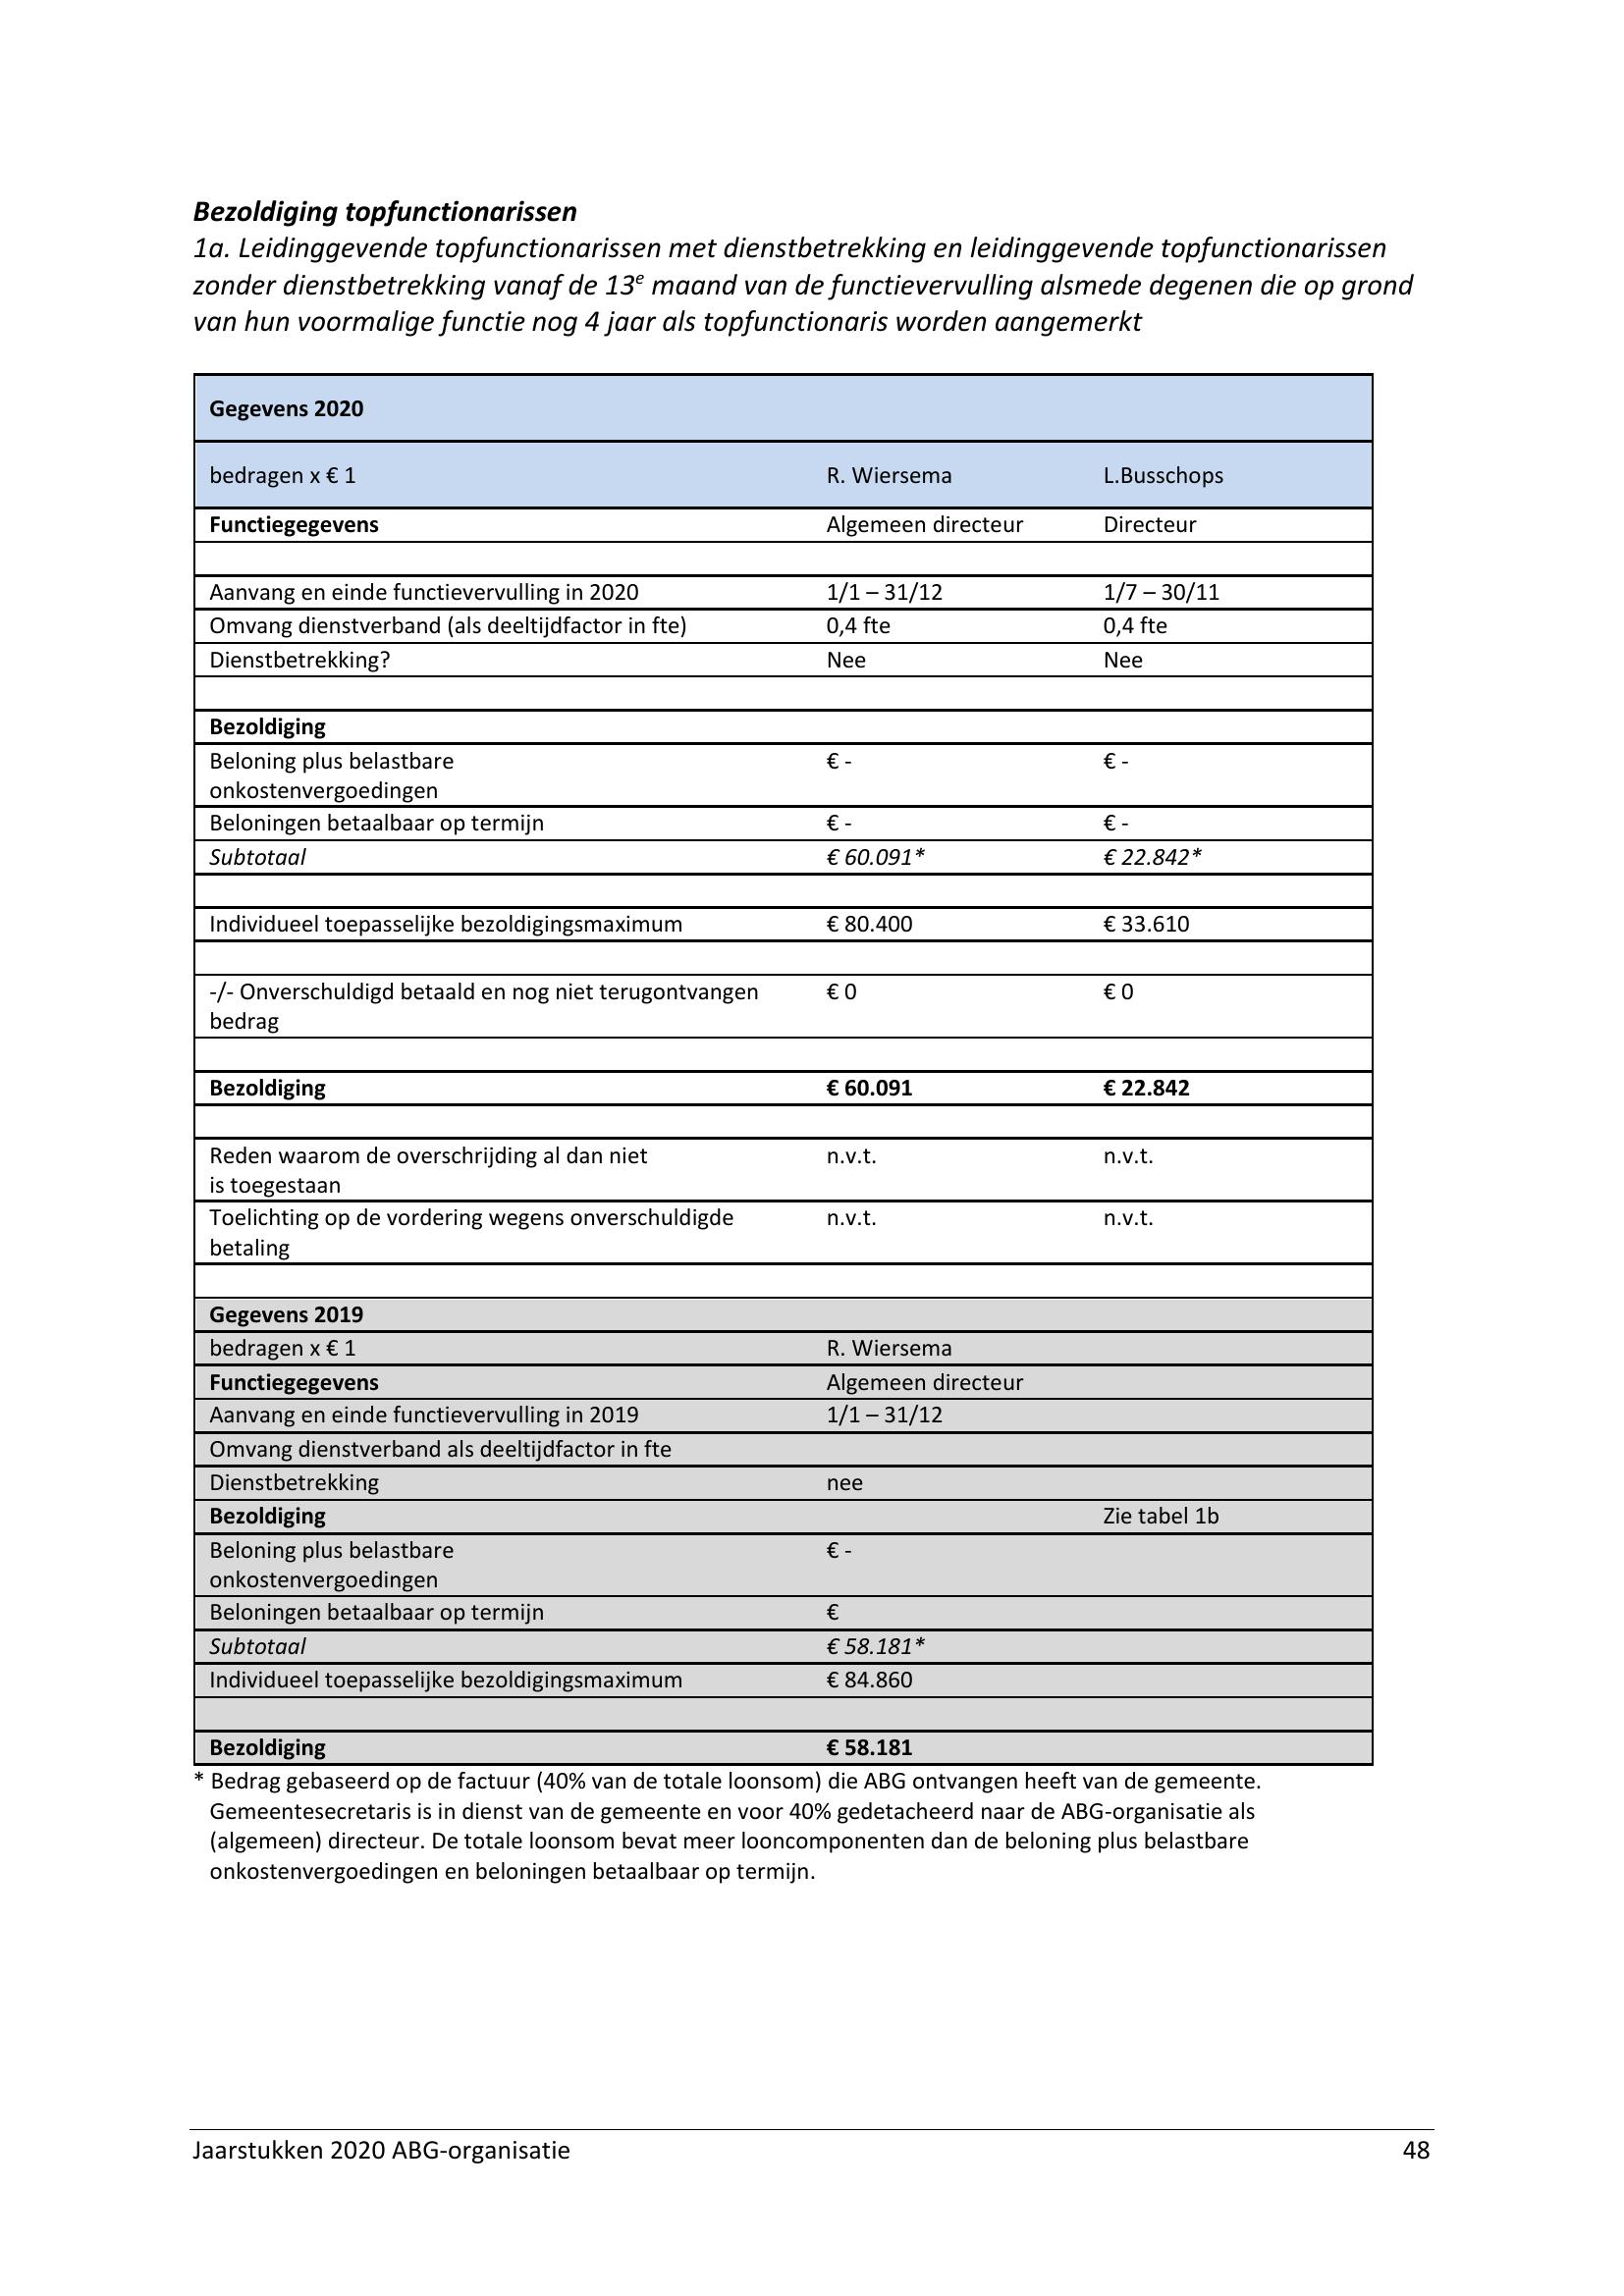 Bezoldiging topfunctionarissen
1a. Leidinggevende topfunctionarissen met dienstbetrekking en leidinggevende topfunctionarissen
zonder dienstbetrekking vanaf de 13e maand van de functievervulling alsmede degenen die op grond
van hun voormalige functie nog 4 jaar als topfunctionaris worden aangemerkt
Gegevens 2020
bedragen x € 1 R. Wiersema L.Busschops
Functiegegevens Algemeen directeur Directeur
Aanvang en einde functievervulling in 2020 1/1 – 31/12 1/7 – 30/11
Omvang dienstverband (als deeltijdfactor in fte) 0,4 fte 0,4 fte
Dienstbetrekking? Nee Nee
Bezoldiging
Beloning plus belastbare € - € -
onkostenvergoedingen
Beloningen betaalbaar op termijn € - € -
Subtotaal € 60.091* € 22.842*
Individueel toepasselijke bezoldigingsmaximum € 80.400 € 33.610
-/- Onverschuldigd betaald en nog niet terugontvangen € 0 € 0
bedrag
Bezoldiging € 60.091 € 22.842
Reden waarom de overschrijding al dan niet n.v.t. n.v.t.
is toegestaan
Toelichting op de vordering wegens onverschuldigde n.v.t. n.v.t.
betaling
Gegevens 2019
bedragen x € 1 R. Wiersema
Functiegegevens Algemeen directeur
Aanvang en einde functievervulling in 2019 1/1 – 31/12
Omvang dienstverband als deeltijdfactor in fte
Dienstbetrekking nee
Bezoldiging Zie tabel 1b
Beloning plus belastbare € -
onkostenvergoedingen
Beloningen betaalbaar op termijn €
Subtotaal € 58.181*
Individueel toepasselijke bezoldigingsmaximum € 84.860
Bezoldiging € 58.181
* Bedrag gebaseerd op de factuur (40% van de totale loonsom) die ABG ontvangen heeft van de gemeente.
Gemeentesecretaris is in dienst van de gemeente en voor 40% gedetacheerd naar de ABG-organisatie als
(algemeen) directeur. De totale loonsom bevat meer looncomponenten dan de beloning plus belastbare
onkostenvergoedingen en beloningen betaalbaar op termijn.
Jaarstukken 2020 ABG-organisatie 48